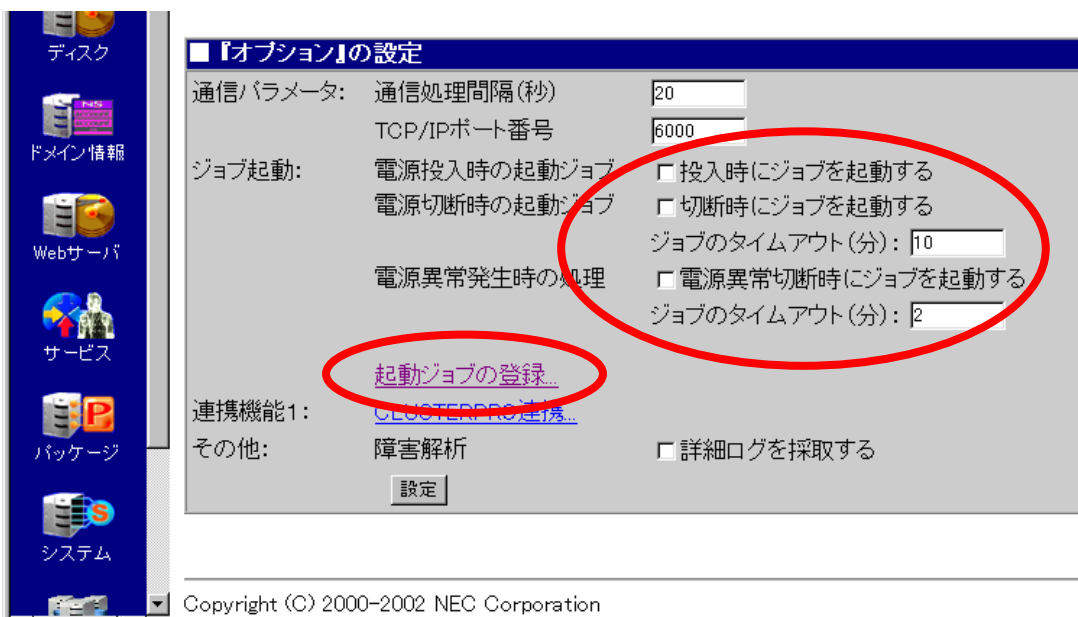 ディスク
NS
ドメイン情報
Webサーバ
サービス
P
パッケージ
S
システム
■『オプション』の設定
通信パラメータ: 通信処理間隔(秒) 20
TCP/IPポート番号 6000
ジョブ起動: 電源投入時の起動ジョブ 投入時にジョブを起動する
電源切断時の起動ジョブ 切断時にジョブを起動する
ジョブのタイムアウト(分): 10
電源異常発生時の処理 電源異常切断時にジョブを起動する
ジョブのタイムアウト(分): 2
起動ジョブの登録...
連携機能1: CLUSTERPRO連携...
その他: 障害解析 詳細ログを採取する
設定
Copyright (C) 2000-2002 NEC Corporation